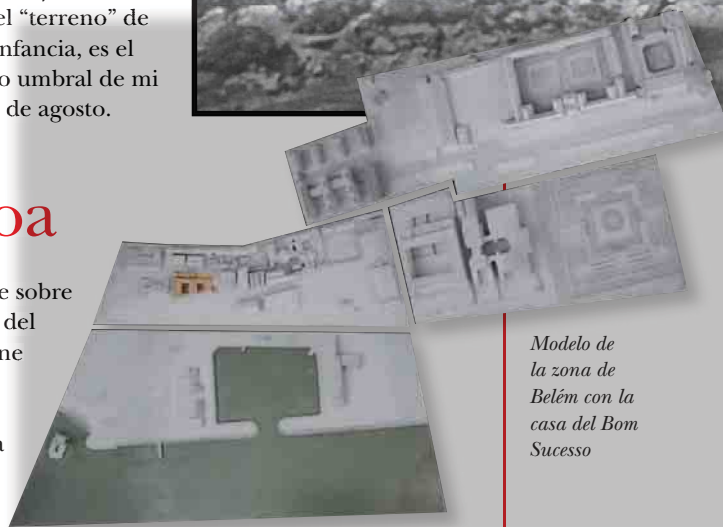 el “terreno” de
nfancia, es el
o umbral de mi
de agosto.
oa
e sobre
del
ne
a
Modelo de
la zona de
Belém con la
casa del Bom
Sucesso